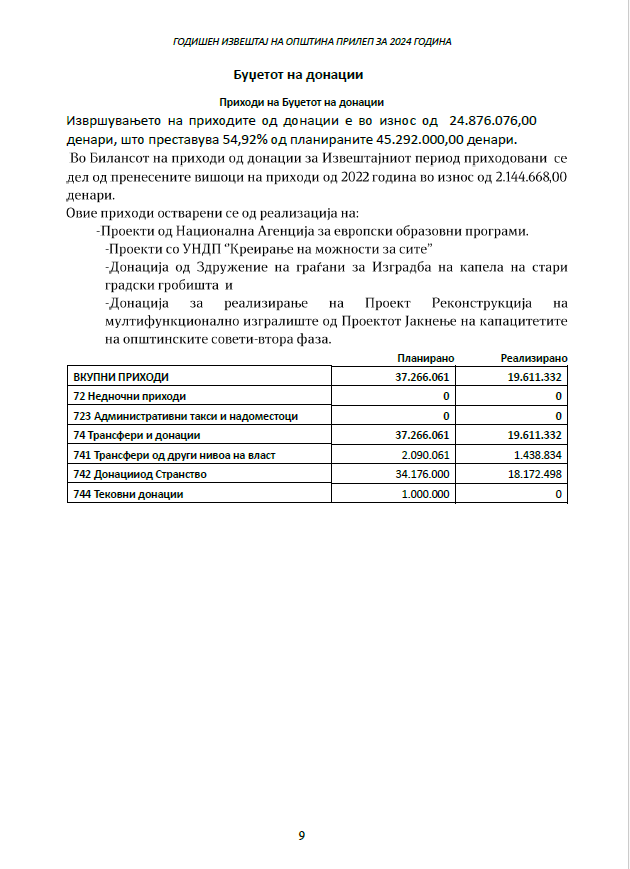 ГОДИШЕН ИЗВЕШТАЈ НА ОПШТИНА ПРИЛЕП ЗА 2024 ГОДИНА
Буџетот на донации
Приходи на Буџетот на донации
Извршувањето на приходите од донации е во износ од 24.876.076,00
денари, што преставува 54,92% од планираните 45.292.000,00 денари.
Во Билансот на приходи од донации за Извештајниот период приходовани се
дел од пренесените вишоци на приходи од 2022 година во износ од 2.144.668,00
денари.
Овие приходи остварени се од реализација на:
-Проекти од Национална Агенција за европски образовни програми.
-Проекти со УНДП “Креирање на можности за сите”
-Донација од Здружение на граѓани за Изградба на капела на стари
градски гробишта и
-Донација за реализирање на Проект Реконструкција на
мултифункционално изгралиште од Проектот Јакнење на капацитетите
на општинските совети-втора фаза.
Планирано Реализирано
ВКУПНИ ПРИХОДИ 37.266.061 19.611.332
72 Недночни приходи 0 0
723 Административни такси и надоместоци 0 0
74 Трансфери и донации 37.266.061 19.611.332
741 Трансфери од други нивоа на власт 2.090.061 1.438.834
742 Донацииод Странство 34.176.000 18.172.498
744 Тековни донации 1.000.000 0
9